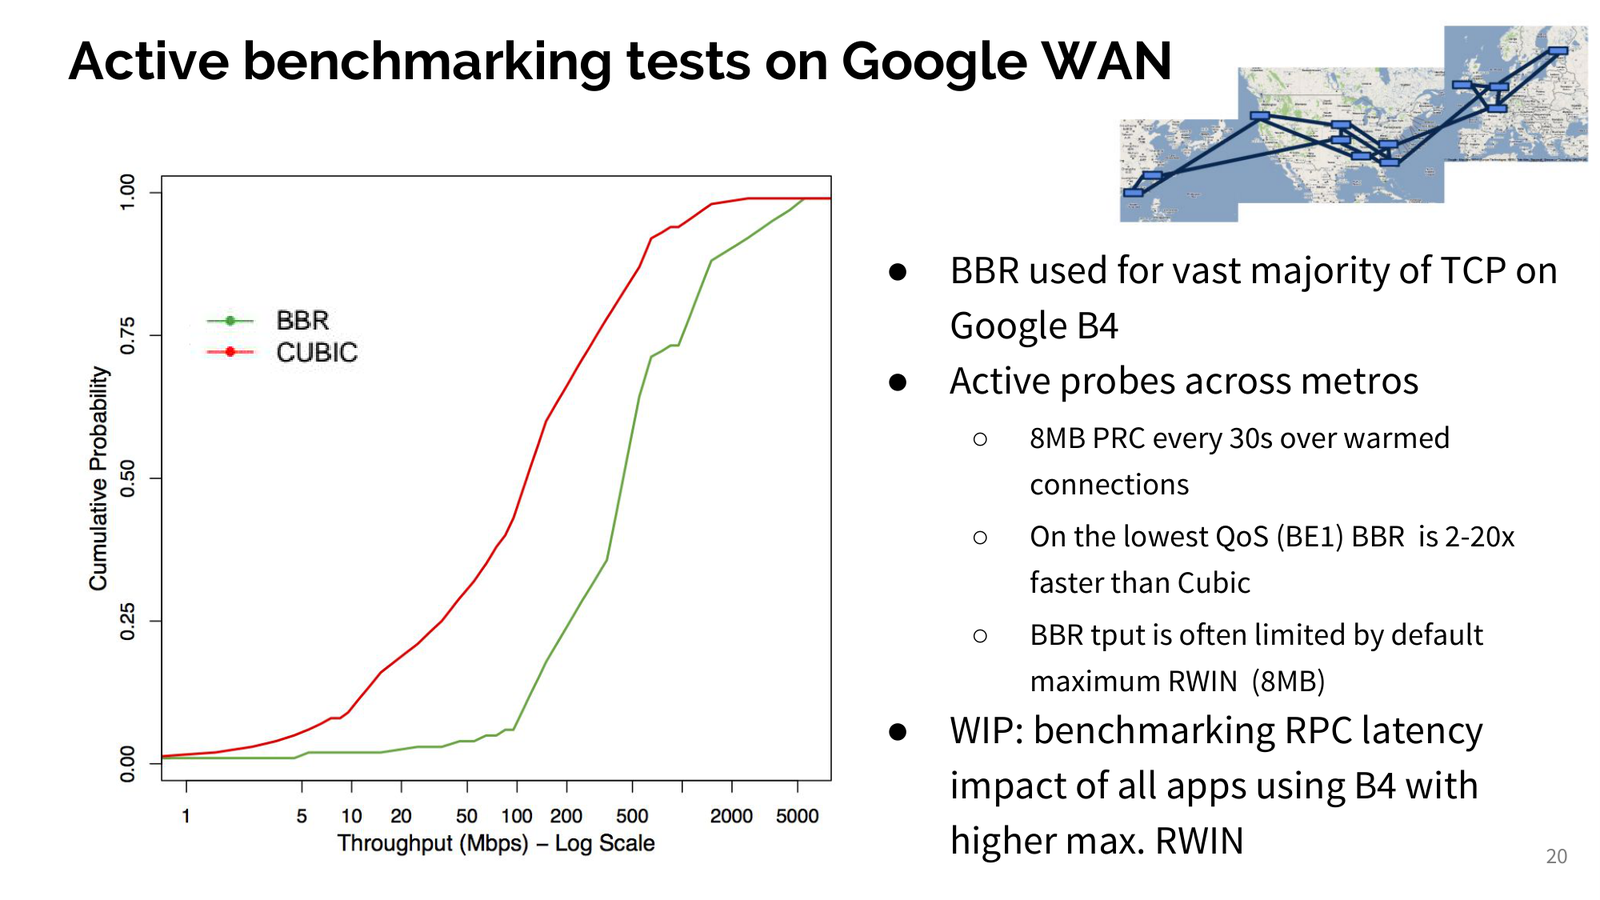 Active benchmarking tests on Google WAN
1.00
0.75
0.50
0.25
0.00
Cumulative Probability
BBR
CUBIC
1 5 10 20 50 100 200 500 2000 5000
Throughput (Mbps) – Log Scale
● BBR used for vast majority of TCP on
Google B4
● Active probes across metros
○ 8MB PRC every 30s over warmed
connections
○ On the lowest QoS (BE1) BBR is 2-20x
faster than Cubic
○ BBR tput is often limited by default
maximum RWIN (8MB)
● WIP: benchmarking RPC latency
impact of all apps using B4 with
higher max. RWIN
20